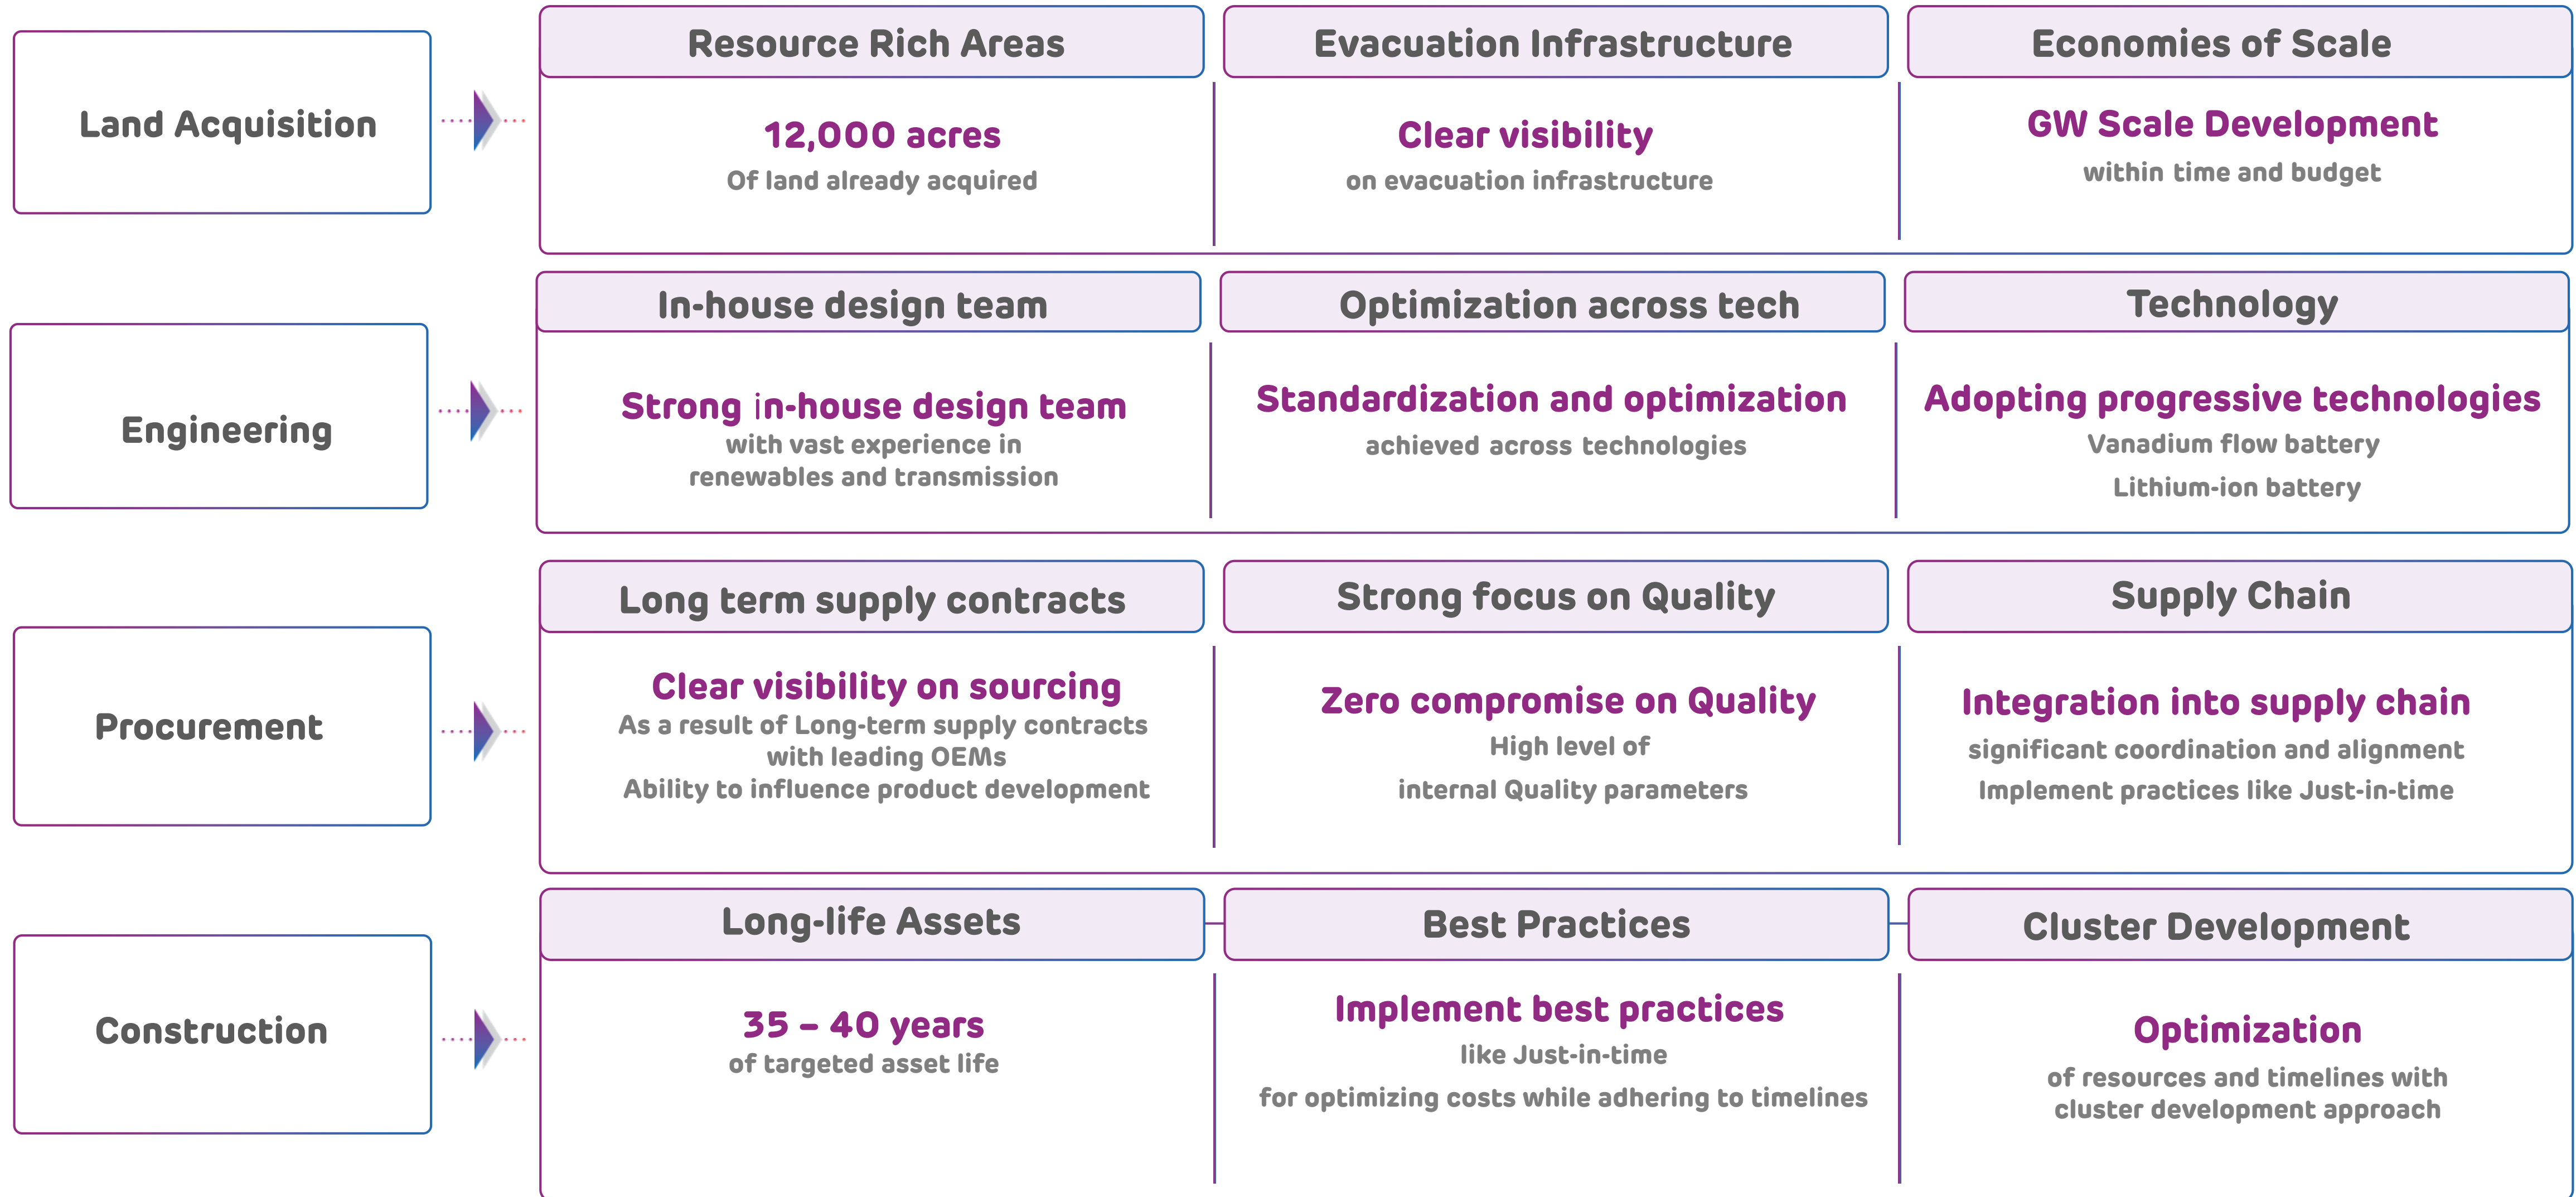 Land Acquisition
Resource Rich Areas
12,000 acres
Of land already acquired
Evacuation Infrastructure
Clear visibility
on evacuation infrastructure
Economies of Scale
GW Scale Development
within time and budget
Engineering
In-house design team
Strong in-house design team
with vast experience in
renewables and transmission
Optimization across tech
Standardization and optimization
achieved across technologies
Technology
Adopting progressive technologies
Vanadium flow battery
Lithium-ion battery
Procurement
Long term supply contracts
Clear visibility on sourcing
As a result of Long-term supply contracts
with leading OEMs
Ability to influence product development
Strong focus on Quality
Zero compromise on Quality
High level of
internal Quality parameters
Supply Chain
Integration into supply chain
significant coordination and alignment
Implement practices like Just-in-time
Construction
Long-life Assets
35 – 40 years
of targeted asset life
Best Practices
Implement best practices
like Just-in-time
for optimizing costs while adhering to timelines
Cluster Development
Optimization
of resources and timelines with
cluster development approach